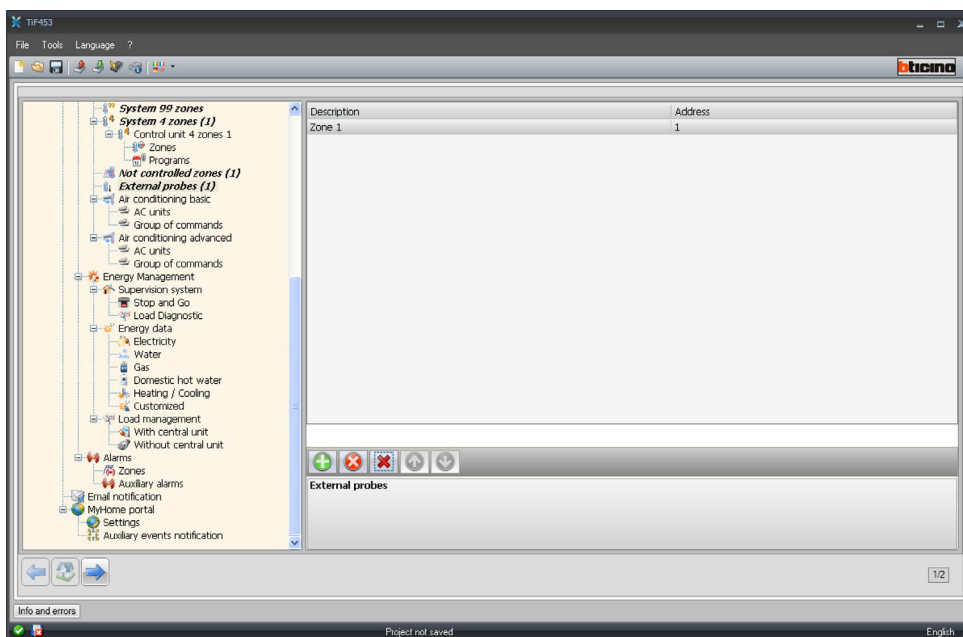 TiF453
File Tools Language ?
bticino
System 99 zones
System 4 zones (1)
Control unit 4 zones 1
Zones
Programs
Not controlled zones (1)
External probes (1)
Air conditioning basic
AC units
Group of commands
Air conditioning advanced
AC units
Group of commands
Energy Management
Supervision system
Stop and Go
Load Diagnostic
Energy data
Electricity
Water
Gas
Domestic hot water
Heating / Cooling
Customized
Load management
With central unit
Without central unit
Alarms
Zones
Auxiliary alarms
Email notification
MyHome portal
Settings
Auxiliary events notification
Description Address
Zone 1 1
External probes
1/2
Info and errors
Project not saved English